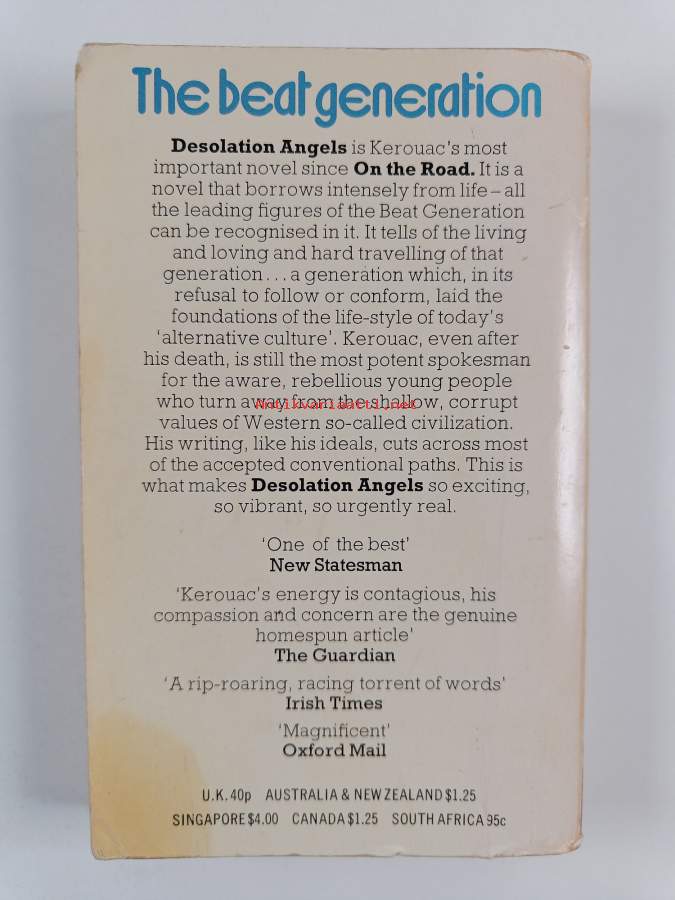 The beat generation
Desolation Angels is Kerouac's most
important novel since On the Road. It is a
novel that borrows intensely from life – all
the leading figures of the Beat Generation
can be recognised in it. It tells of the living
and loving and hard travelling of that
generation... a generation which, in its
refusal to follow or conform, laid the
foundations of the life-style of today's
'alternative culture'. Kerouac, even after
his death, is still the most potent spokesman
for the aware, rebellious young people
who turn away from the shallow, corrupt
Antikvariaatti.net
values of Western so-called civilization.
His writing, like his ideals, cuts across most
of the accepted conventional paths. This is
what makes Desolation Angels so exciting,
so vibrant, so urgently real.
'One of the best'
New Statesman
'Kerouac's energy is contagious, his
compassion and concern are the genuine
homespun article'
The Guardian
'A rip-roaring, racing torrent of words'
Irish Times
'Magnificent'
Oxford Mail
U.K. 40p AUSTRALIA & NEW ZEALAND $1.25
SINGAPORE $4.00 CANADA $1.25 SOUTH AFRICA 95c